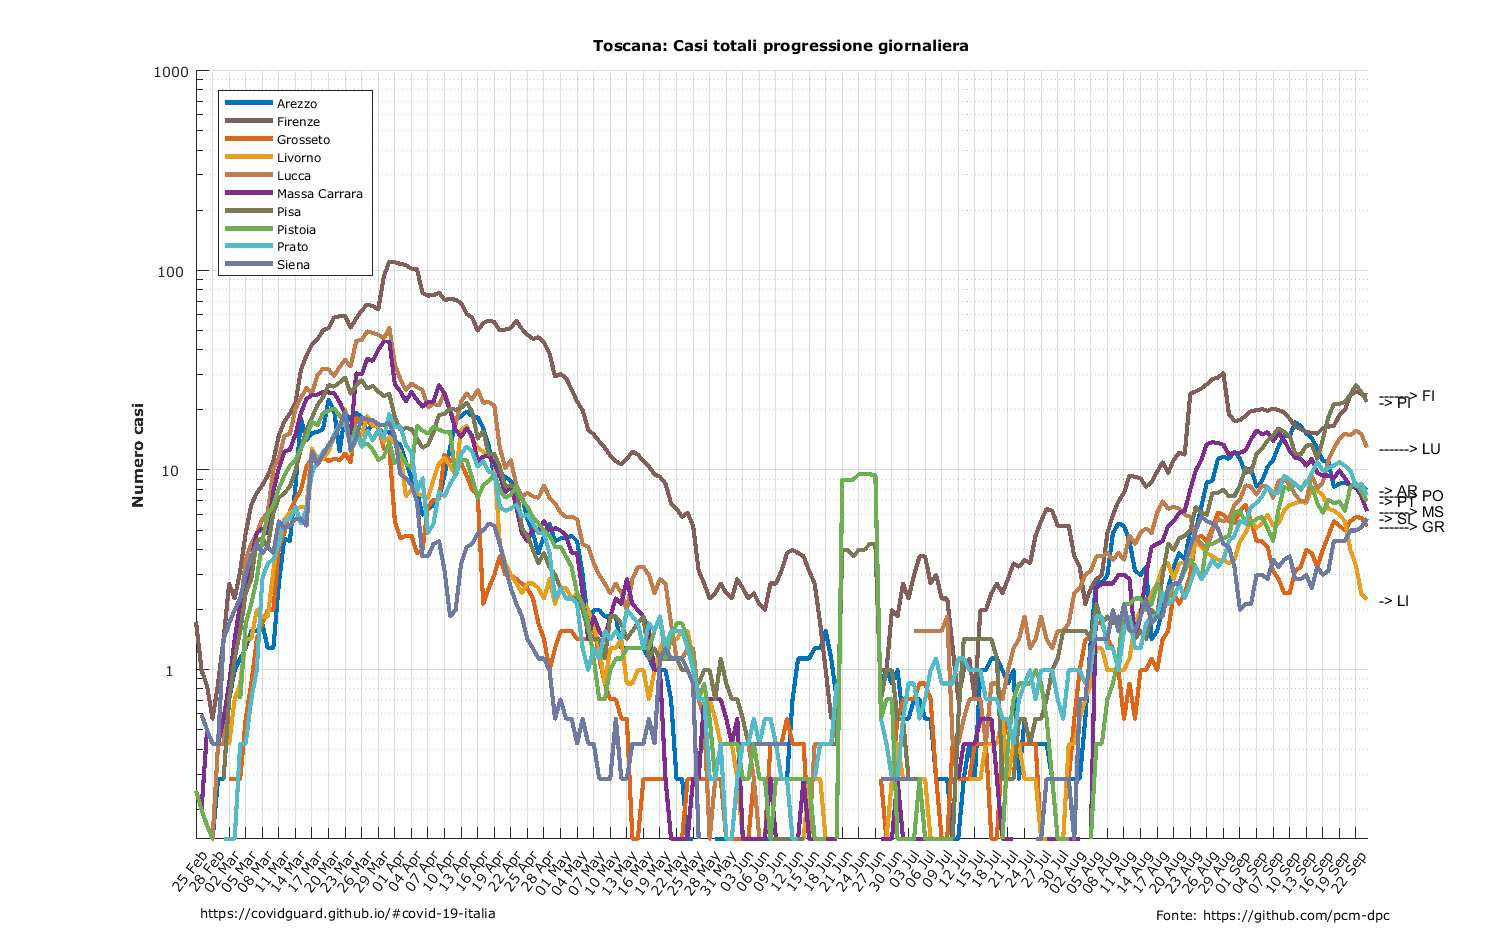 Toscana: Casi totali progressione giornaliera
Numero casi
1000
100
10
1
Arezzo
Firenze
Grosseto
Livorno
Lucca
Massa Carrara
Pisa
Pistoia
Prato
Siena
------> FI
-> PI
------> LU
-> AR
------> PO
-> PT
------> MS
-> SI
------> GR
-> LI
25 Feb
28 Feb
02 Mar
05 Mar
08 Mar
11 Mar
14 Mar
17 Mar
20 Mar
23 Mar
26 Mar
29 Mar
01 Apr
04 Apr
07 Apr
10 Apr
13 Apr
16 Apr
19 Apr
22 Apr
25 Apr
28 Apr
01 May
04 May
07 May
10 May
13 May
16 May
19 May
22 May
25 May
28 May
31 May
03 Jun
06 Jun
09 Jun
12 Jun
15 Jun
18 Jun
21 Jun
24 Jun
27 Jun
30 Jun
03 Jul
06 Jul
09 Jul
12 Jul
15 Jul
18 Jul
21 Jul
24 Jul
27 Jul
30 Jul
02 Aug
05 Aug
08 Aug
11 Aug
14 Aug
17 Aug
20 Aug
23 Aug
26 Aug
29 Aug
01 Sep
04 Sep
07 Sep
10 Sep
13 Sep
16 Sep
19 Sep
22 Sep
https://covidguard.github.io/#covid-19-italia
Fonte: https://github.com/pcm-dpc